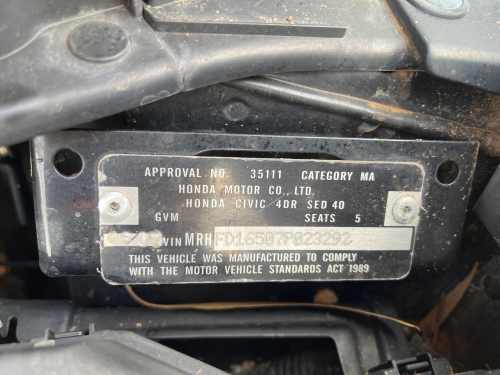 APPROVAL NO. 35111 CATEGORY MA
HONDA MOTOR CO., LTD.
HONDA CIVIC 4DR SED 40
GVM SEATS 5
VIN MRHFD16507P023292
THIS VEHICLE WAS MANUFACTURED TO COMPLY
WITH THE MOTOR VEHICLE STANDARDS ACT 1989